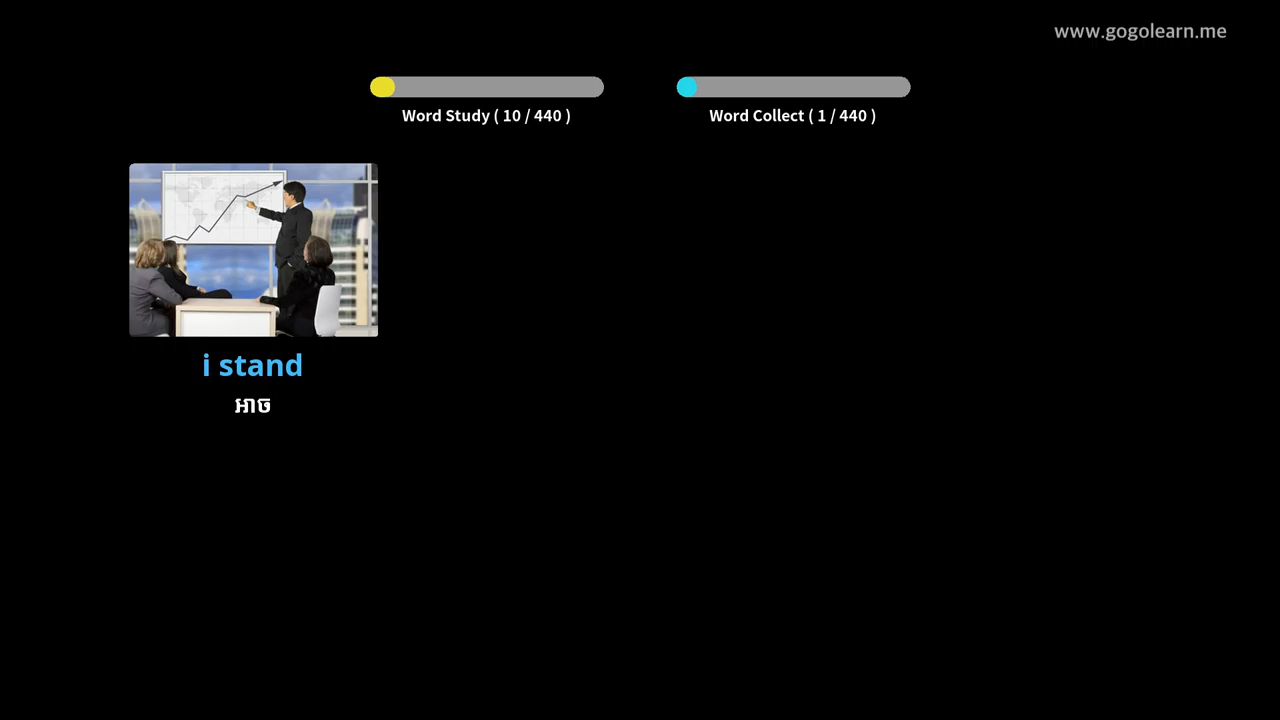 www.gogolearn.me
Word Study ( 10 / 440 )
Word Collect ( 1 / 440 )
i stand
អាច